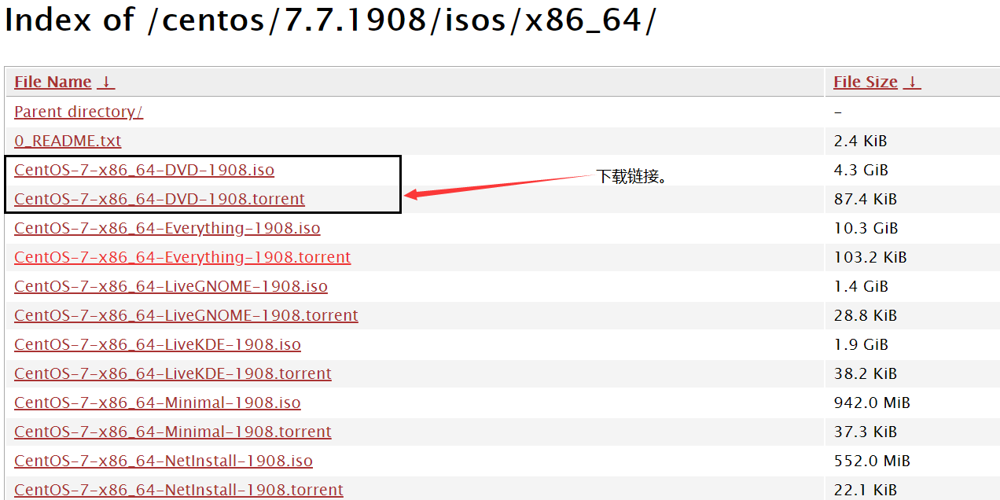 Index of /centos/7.7.1908/isos/x86_64/
File Name ↓ File Size ↓
Parent directory/ -
0_README.txt 2.4 KiB
CentOS-7-x86_64-DVD-1908.iso 下载链接。 4.3 GiB
CentOS-7-x86_64-DVD-1908.torrent 87.4 KiB
CentOS-7-x86_64-Everything-1908.iso 10.3 GiB
CentOS-7-x86_64-Everything-1908.torrent 103.2 KiB
CentOS-7-x86_64-LiveGNOME-1908.iso 1.4 GiB
CentOS-7-x86_64-LiveGNOME-1908.torrent 28.8 KiB
CentOS-7-x86_64-LiveKDE-1908.iso 1.9 GiB
CentOS-7-x86_64-LiveKDE-1908.torrent 38.2 KiB
CentOS-7-x86_64-Minimal-1908.iso 942.0 MiB
CentOS-7-x86_64-Minimal-1908.torrent 37.3 KiB
CentOS-7-x86_64-NetInstall-1908.iso 552.0 MiB
CentOS-7-x86_64-NetInstall-1908.torrent 22.1 KiB